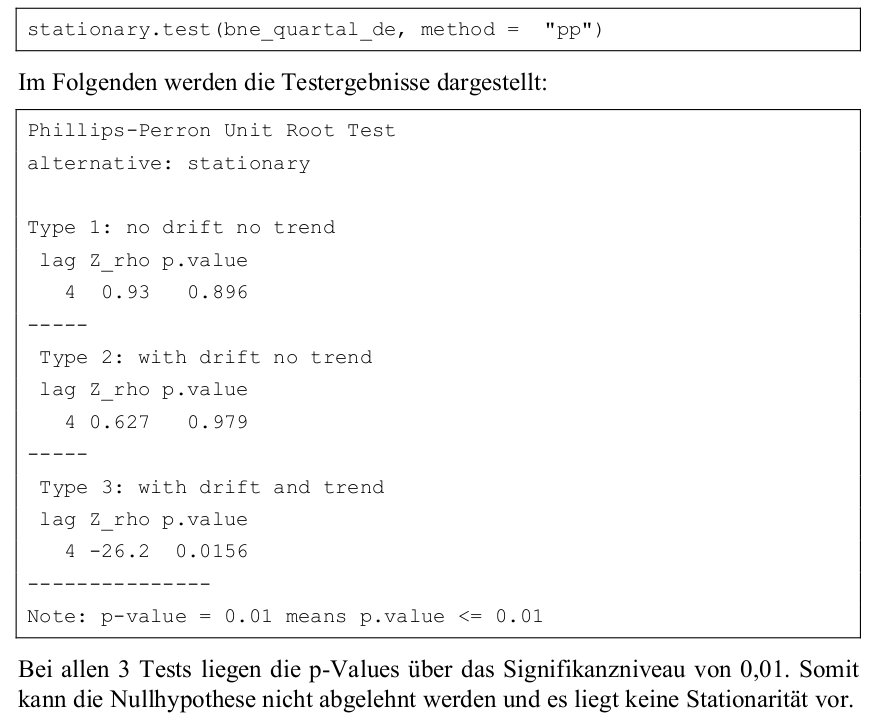 stationary.test(bne_quartal_de, method =  "pp")
Im Folgenden werden die Testergebnisse dargestellt:
Phillips-Perron Unit Root Test
alternative: stationary
Type 1: no drift no trend
 lag Z_rho p.value
   4  0.93   0.896
-----
 Type 2: with drift no trend
 lag Z_rho p.value
   4 0.627   0.979
-----
 Type 3: with drift and trend
 lag Z_rho p.value
   4 -26.2  0.0156
---------------
Note: p-value = 0.01 means p.value <= 0.01
Bei allen 3 Tests liegen die p-Values über das Signifikanzniveau von 0,01. Somit
kann die Nullhypothese nicht abgelehnt werden und es liegt keine Stationarität vor.